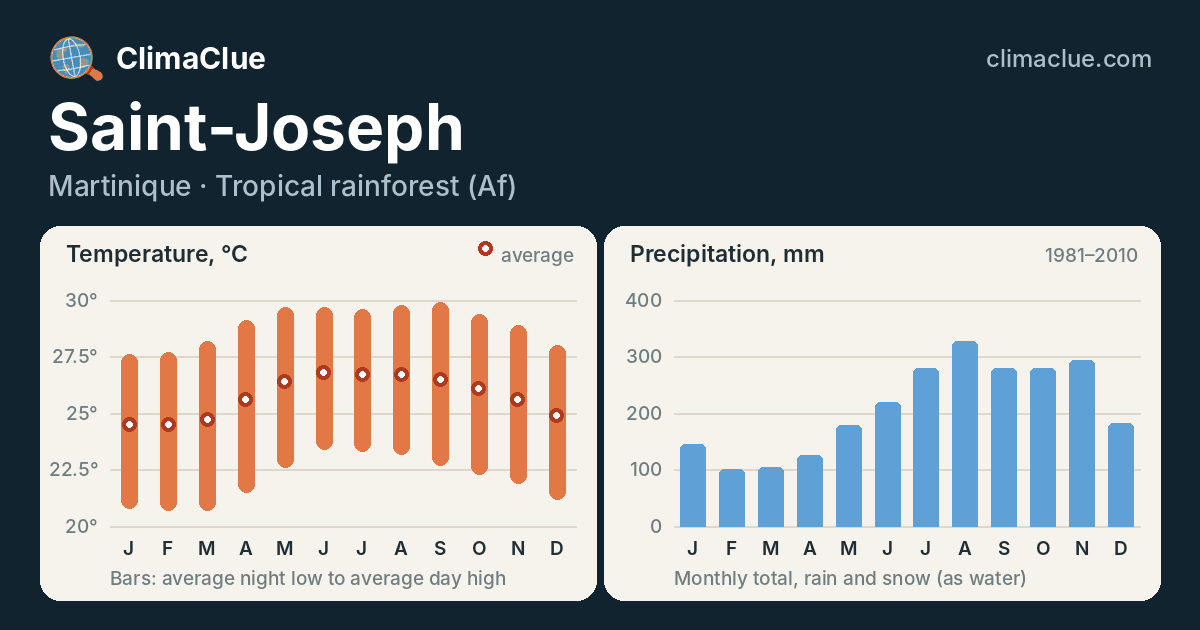 ClimaClue
climaclue.com
Saint-Joseph
Martinique · Tropical rainforest (Af)
Temperature, °C
average
30°
27.5°
25°
22.5°
20°
J F M A M J J A S O N D
Bars: average night low to average day high
Precipitation, mm
1981–2010
400
300
200
100
0
J F M A M J J A S O N D
Monthly total, rain and snow (as water)